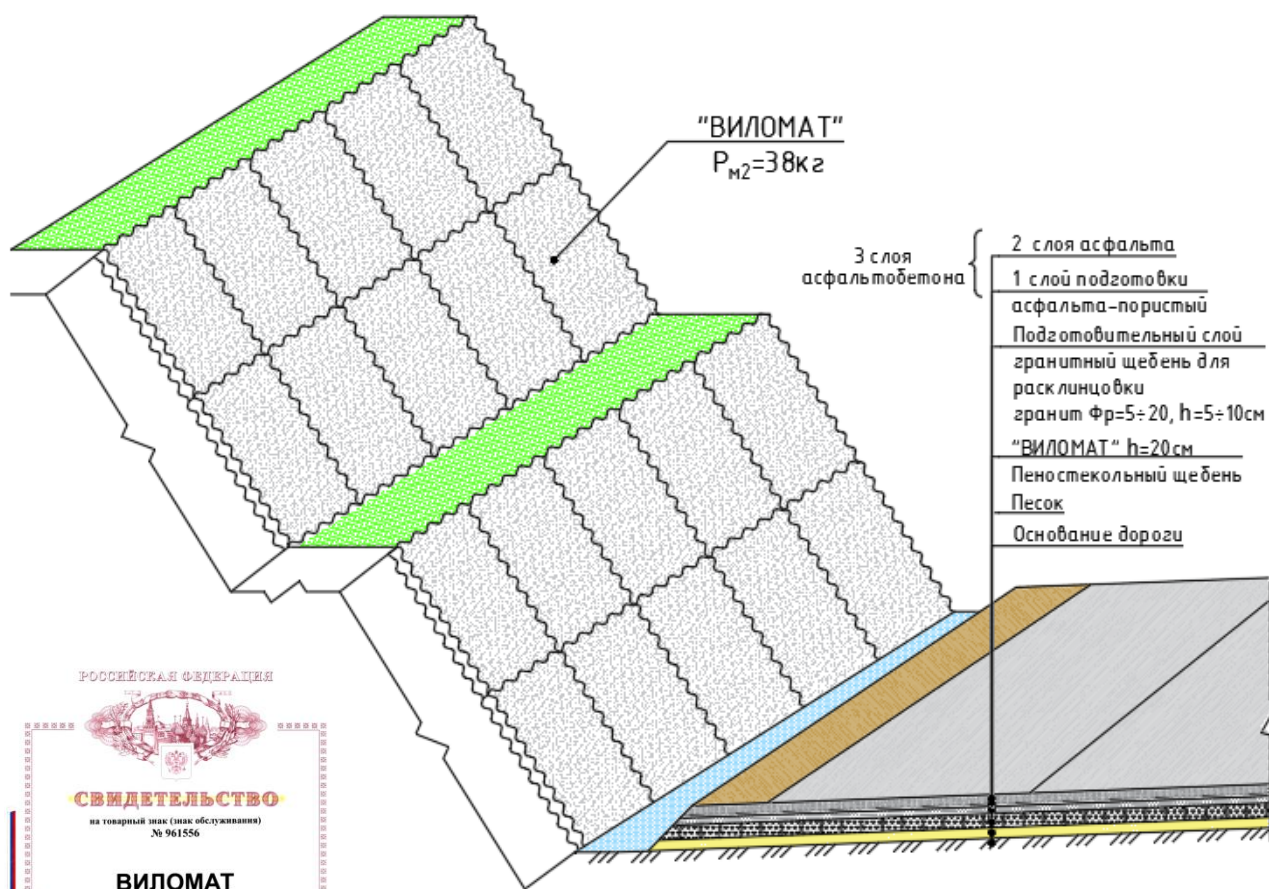 "ВИЛОМАТ"
Pм2=38кг
3 слоя
асфальтобетона
2 слоя асфальта
1 слой подготовки
асфальта-пористый
Подготовительный слой
гранитный щебень для
расклинцовки
гранит Фр=5÷20, h=5÷10см
"ВИЛОМАТ" h=20см
Пеностекольный щебень
Песок
Основание дороги
РОССИЙСКАЯ ФЕДЕРАЦИЯ
СВИДЕТЕЛЬСТВО
на товарный знак (знак обслуживания)
№ 961556
ВИЛОМАТ